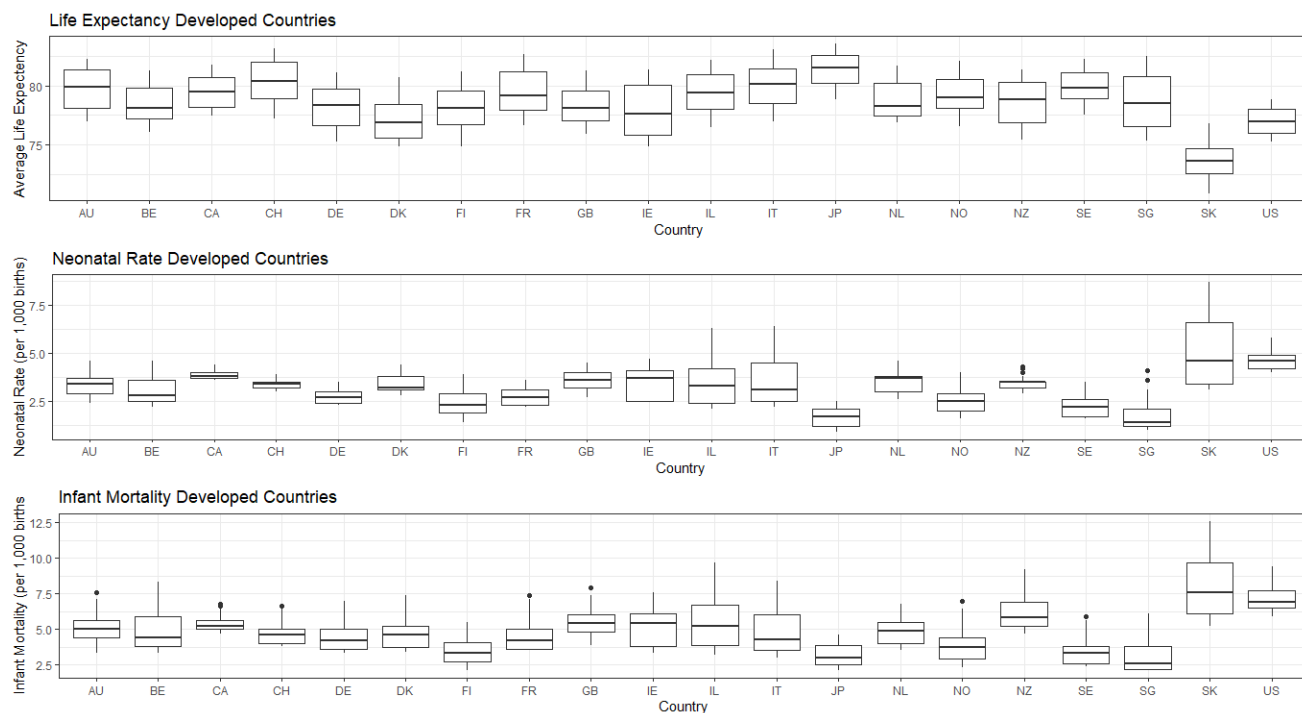 Life Expectancy Developed Countries
Average Life Expectency
80
75
AU BE CA CH DE DK FI FR GB IE IL IT JP NL NO NZ SE SG SK US
Country
Neonatal Rate Developed Countries
Neonatal Rate (per 1,000 births)
7.5
5.0
2.5
AU BE CA CH DE DK FI FR GB IE IL IT JP NL NO NZ SE SG SK US
Country
Infant Mortality Developed Countries
Infant Mortality (per 1,000 births
12.5
10.0
7.5
5.0
2.5
AU BE CA CH DE DK FI FR GB IE IL IT JP NL NO NZ SE SG SK US
Country